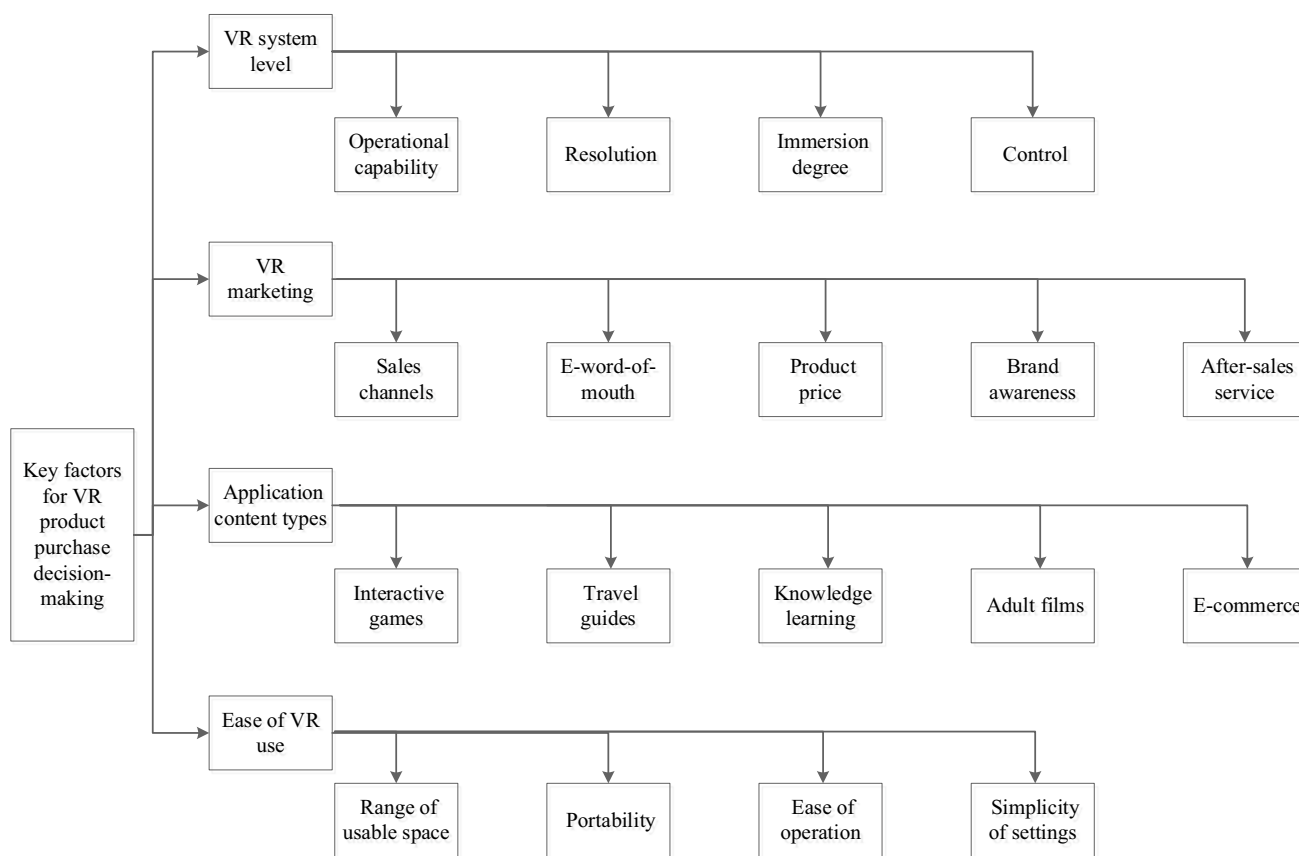 VR system
level
Operational
capability
Resolution
Immersion
degree
Control
VR
marketing
Sales
channels
E-word-of-
mouth
Product
price
Brand
awareness
After-sales
service
Key factors
for VR
product
purchase
decision-
making
Application
content types
Interactive
games
Travel
guides
Knowledge
learning
Adult films
E-commerce
Ease of VR
use
Range of
usable space
Portability
Ease of
operation
Simplicity
of settings